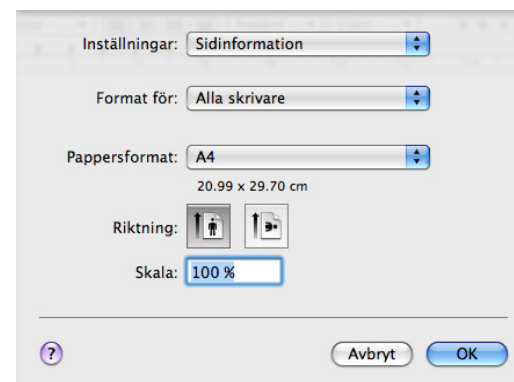 Inställningar: Sidinformation
Format för: Alla skrivare
Pappersformat: A4
20.99 x 29.70 cm
Riktning:
Skala: 100 %
? Avbryt OK